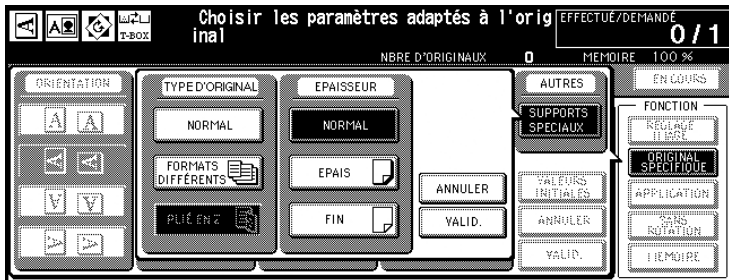 Choisir les paramètres adaptés à l'orig
inal
EFFECTUÉ/DEMANDÉ
0/1
T-BOX
NBRE D'ORIGINAUX 0 MEMOIRE 100 %
ORIENTATION
TYPE D'ORIGINAL
EPAISSEUR
AUTRES
EN COURS
FONCTION
A A
NORMAL
NORMAL
SUPPORTS
SPECIAUX
REGLAGE
IMAGE
A A
FORMATS
DIFFÉRENTS
EPAIS
ANNULER
VALEURS
INITIALES
ORIGINAL
SPECIFIQUE
APPLICATION
A A
PLIÉ EN Z
FIN
VALID.
ANNULER
SANS
ROTATION
A A
VALID.
MEMOIRE